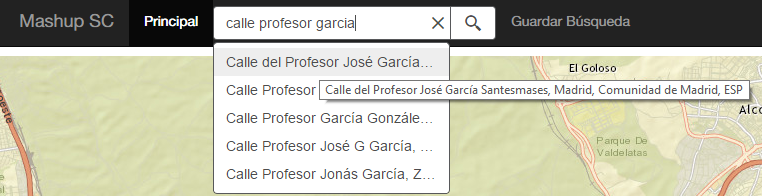 Mashup SC Principal calle profesor garcia Guardar Búsqueda
Calle del Profesor José García…
Calle Profesor
Calle del Profesor José García Santesmases, Madrid, Comunidad de Madrid, ESP
Calle Profesor García Gonzále…
Calle Profesor José G García, …
Calle Profesor Jonás García, Z…
El Goloso
Parque De
Valdelatas
Alco